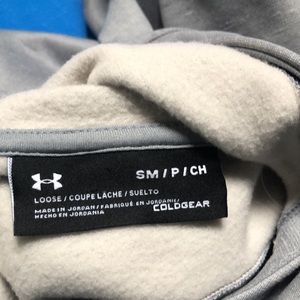 SM/P/CH
LOOSE/COUPE LÂCHE/SUELTO
MADE IN JORDAN/FABRIQUÉ EN JORDANIE/
HECHO EN JORDANIA
COLDGEAR